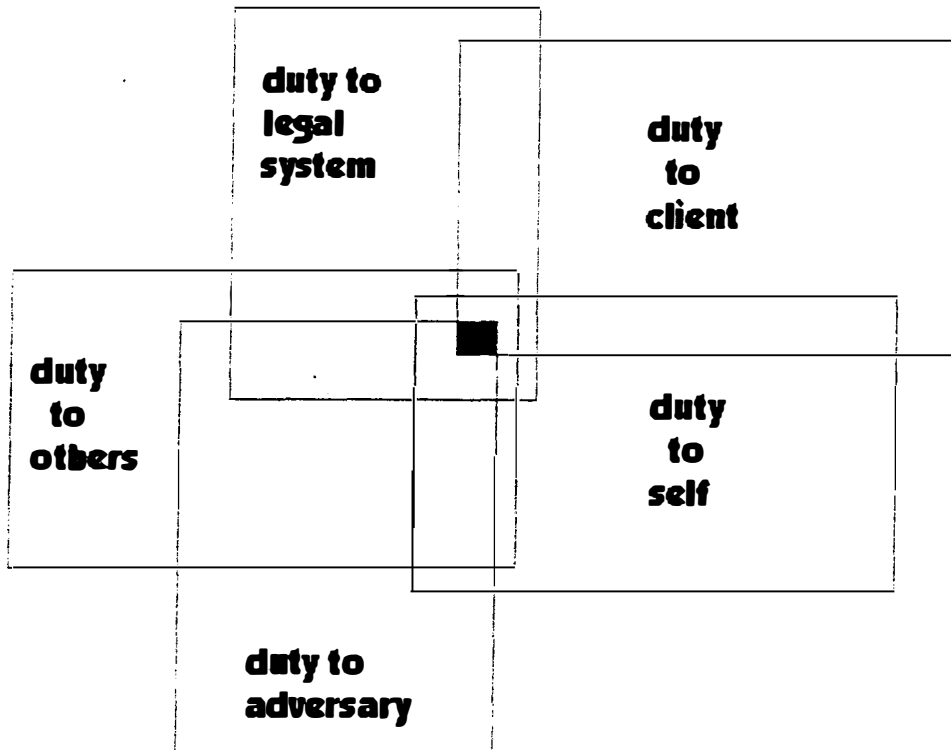 duty to
legal
system
duty
to
client
duty
to
others
duty
to
self
duty to
adversary